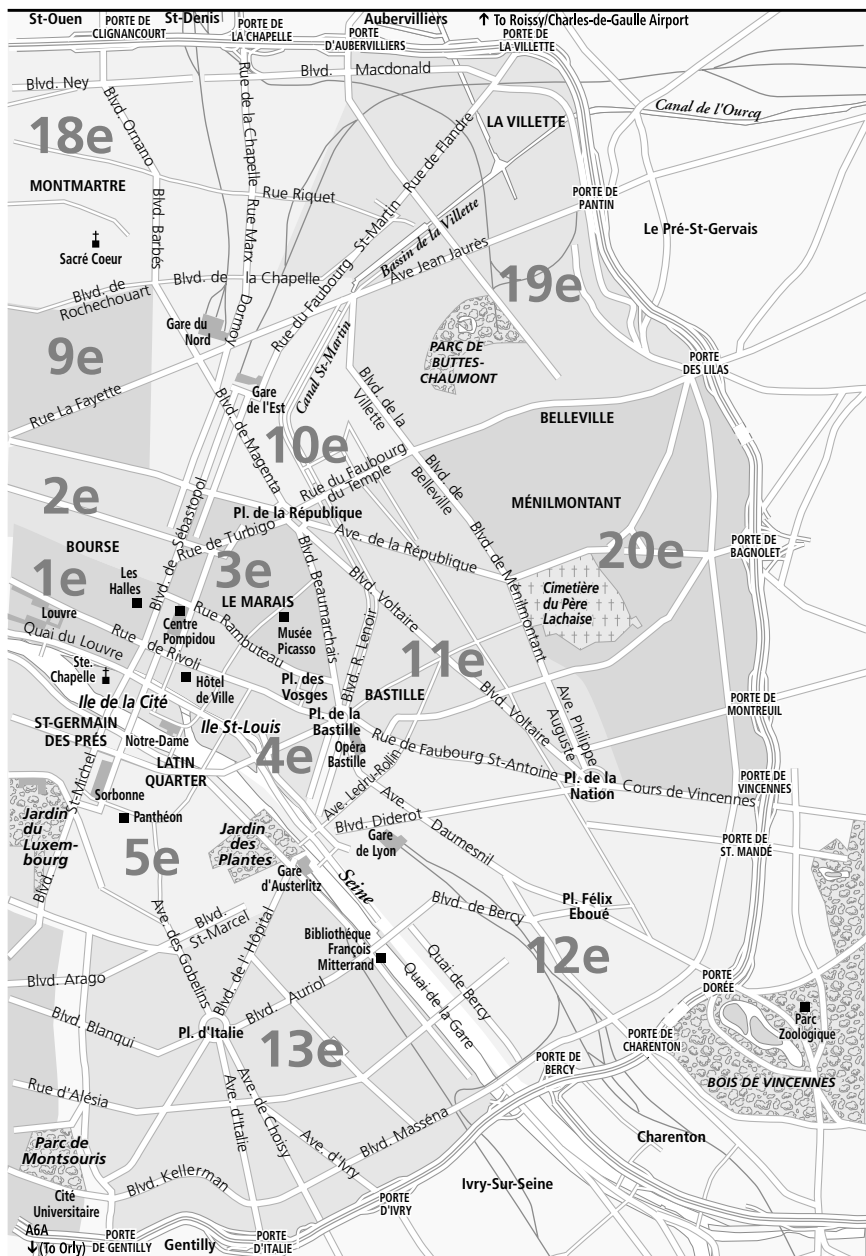 St-Ouen
PORTE DE
CLIGNANCOURT
St-Denis
PORTE DE
LA CHAPELLE
Aubervilliers
PORTE
D'AUBERVILLIERS
↑ To Roissy/Charles-de-Gaulle Airport
PORTE DE
LA VILLETTE
Blvd. Ney
Blvd. Macdonald
Canal de l'Ourcq
18e
Blvd. Ornano
Rue de la Chapelle
LA VILLETTE
Rue de Flandre
MONTMARTRE
Rue Riquet
PORTE DE
PANTIN
Le Pré-St-Gervais
Sacré Coeur
Blvd. Barbés
Rue Marx
Dormoy
Rue du Faubourg St-Martin
Bassin de la Villette
Ave Jean Jaurès
Blvd. de la Chapelle
Blvd. de
Rochechouart
19e
Gare du
Nord
9e
Canal St-Martin
PARC DE
BUTTES-
CHAUMONT
PORTE
DES LILAS
Rue La Fayette
Gare
de l'Est
Blvd. de la
Villette
Blvd. de Magenta
10e
BELLEVILLE
Rue du Faubourg
du Temple
Blvd. de
Belleville
2e
Blvd. de Sébastopol
Pl. de la République
MÉNILMONTANT
BOURSE
Rue de Turbigo
Ave. de la République
Blvd. de Ménilmontant
20e
PORTE DE
BAGNOLET
1e
Les
Halles
3e
Blvd. Beaumarchais
Blvd. Voltaire
Cimetière
du Père
Lachaise
Louvre
Centre
Pompidou
LE MARAIS
Rue Rambuteau
Musée
Picasso
Quai du Louvre
Rue de Rivoli
Blvd. R. Lenoir
11e
Ste.
Chapelle
Hôtel
de Ville
Pl. des
Vosges
BASTILLE
Blvd. Voltaire
Ave. Philippe
Auguste
PORTE DE
MONTREUIL
Ile de la Cité
Ile St-Louis
Pl. de la
Bastille
ST-GERMAIN
DES PRÉS
Notre-Dame
4e
Opéra
Bastille
Rue de Faubourg St-Antoine
LATIN
QUARTER
Ave. Ledru-Rollin
Pl. de la
Nation
Cours de Vincennes
PORTE DE
VINCENNES
Blvd. St-Michel
Sorbonne
Panthéon
Jardin
du
Luxem-
bourg
Blvd. Diderot
Ave. Daumesnil
Jardin
des
Plantes
Gare
de Lyon
PORTE DE
ST. MANDÉ
5e
Gare
d'Austerlitz
Seine
Pl. Félix
Eboué
Blvd. de Bercy
Blvd.
St-Marcel
Ave. des Gobelins
Blvd. de l' Hôpital
Bibliothéque
François
Mitterrand
12e
Quai de Bercy
Quai de la Gare
Blvd. Arago
Blvd. Auriol
PORTE
DORÉE
Blvd. Blanqui
Pl. d'Italie
Parc
Zoologique
13e
PORTE DE
CHARENTON
PORTE DE
BERCY
BOIS DE VINCENNES
Rue d'Alésia
Ave. d'Italie
Ave. de Choisy
Ave. d'Ivry
Blvd. Masséna
Charenton
Parc de
Montsouris
Blvd. Kellerman
Ivry-Sur-Seine
Cité
Universitaire
PORTE
D'IVRY
A6A
↓ (To Orly)
PORTE
DE GENTILLY
Gentilly
PORTE
D'ITALIE